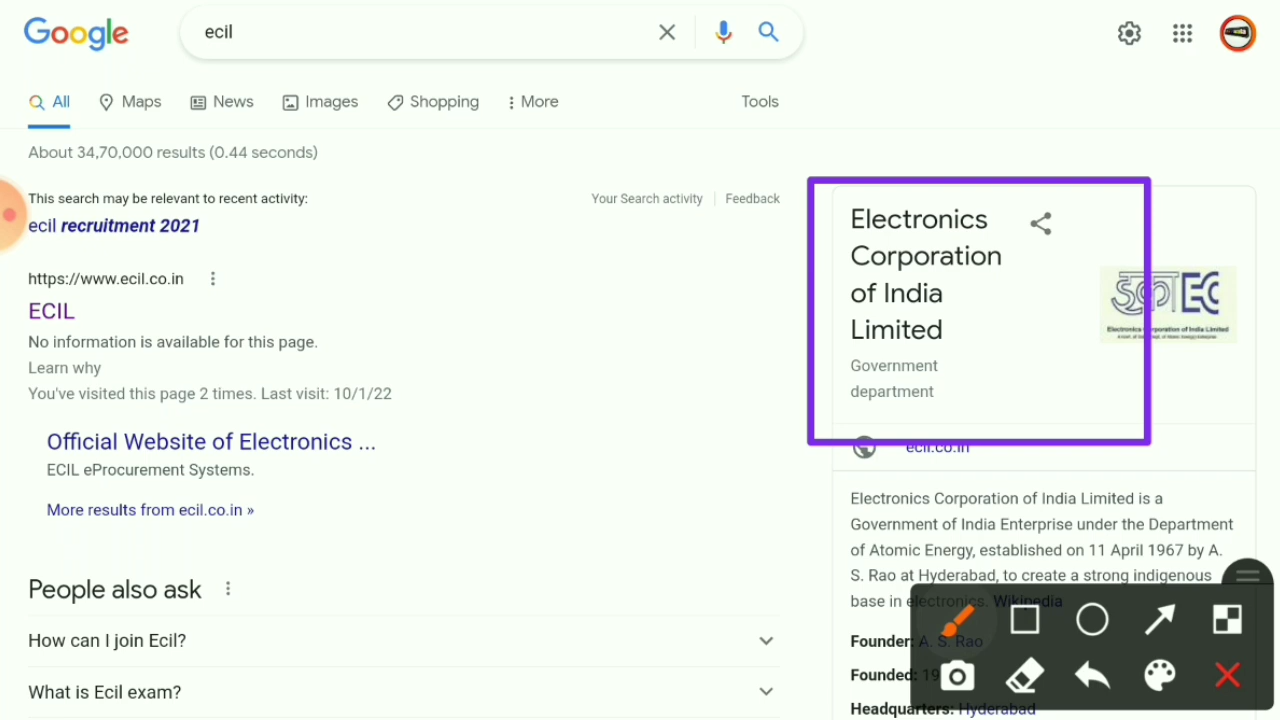 Google
ecil
All
Maps
News
Images
Shopping
More
Tools
About 34,70,000 results (0.44 seconds)
This search may be relevant to recent activity:
Your Search activity
Feedback
ecil recruitment 2021
https://www.ecil.co.in
ECIL
No information is available for this page.
Learn why
You've visited this page 2 times. Last visit: 10/1/22
Official Website of Electronics ...
ECIL eProcurement Systems.
More results from ecil.co.in »
People also ask
How can I join Ecil?
What is Ecil exam?
Electronics
Corporation
of India
Limited
Government
department
Electronics Corporation of India Limited
ecil.co.in
Electronics Corporation of India Limited is a
Government of India Enterprise under the Department
of Atomic Energy, established on 11 April 1967 by A.
S. Rao at Hyderabad, to create a strong indigenous
base in electronics. Wikipedia
Founder: A. S. Rao
Founded: 19
Headquarters: Hyderabad